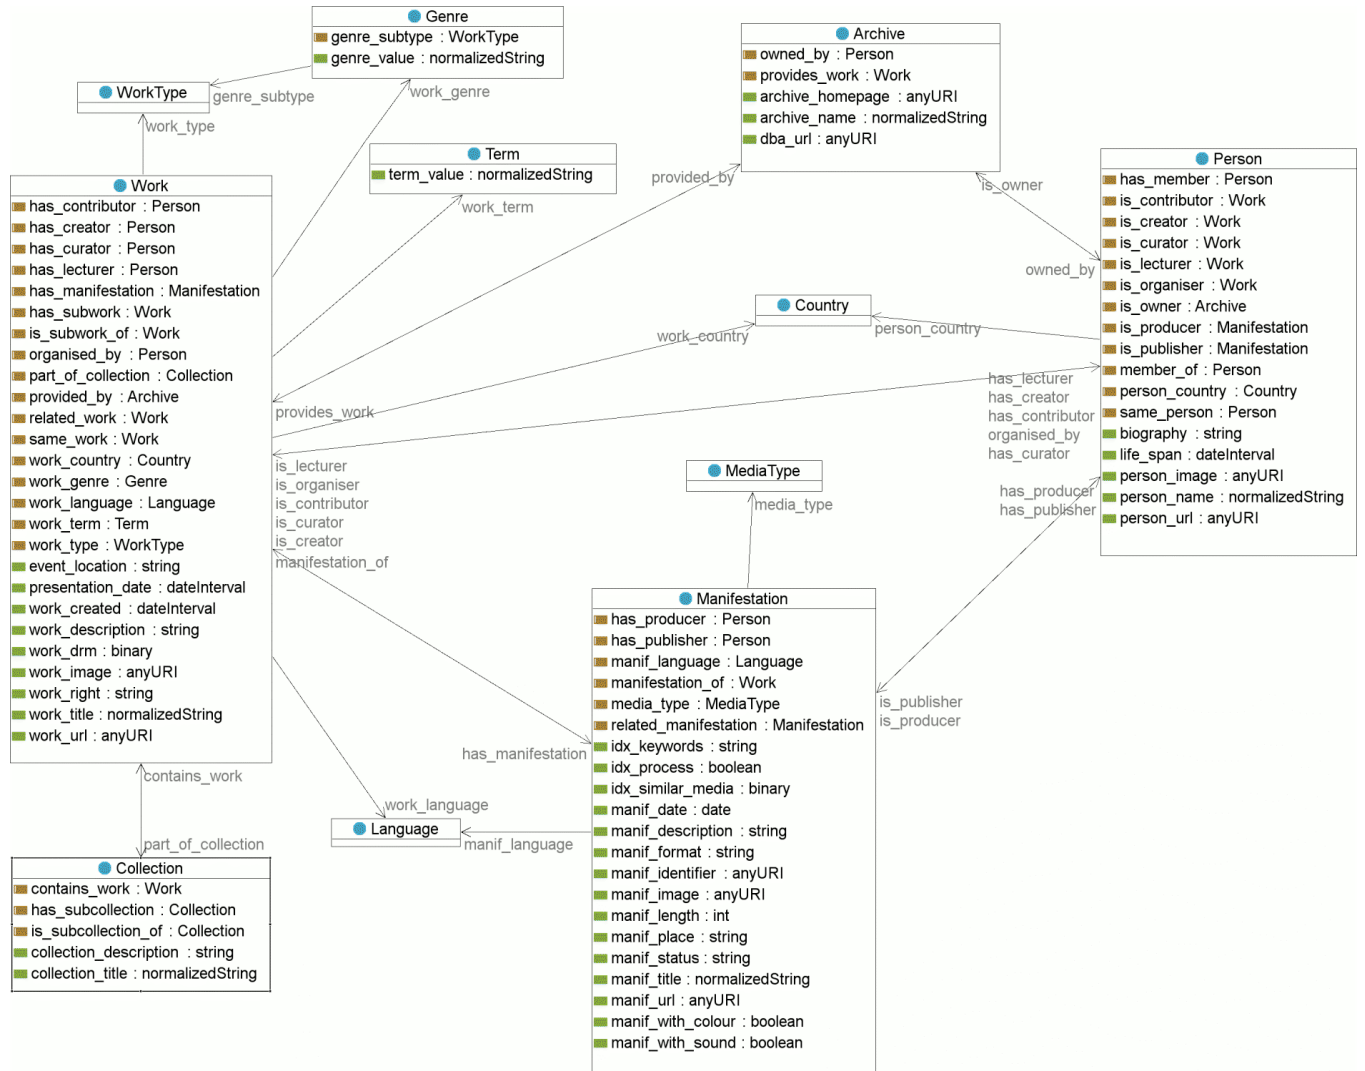 Genre
genre_subtype : WorkType
genre_value : normalizedString
WorkType
genre_subtype
work_genre
work_type
Archive
owned_by : Person
provides_work : Work
archive_homepage : anyURI
archive_name : normalizedString
dba_url : anyURI
Term
term_value : normalizedString
work_term
provided_by
is_owner
owned_by
Person
has_member : Person
is_contributor : Work
is_creator : Work
is_curator : Work
is_lecturer : Work
is_organiser : Work
is_owner : Archive
is_producer : Manifestation
is_publisher : Manifestation
member_of : Person
person_country : Country
same_person : Person
biography : string
life_span : dateInterval
person_image : anyURI
person_name : normalizedString
person_url : anyURI
Work
has_contributor : Person
has_creator : Person
has_curator : Person
has_lecturer : Person
has_manifestation : Manifestation
has_subwork : Work
is_subwork_of : Work
organised_by : Person
part_of_collection : Collection
provided_by : Archive
related_work : Work
same_work : Work
work_country : Country
work_genre : Genre
work_language : Language
work_term : Term
work_type : WorkType
event_location : string
presentation_date : dateInterval
work_created : dateInterval
work_description : string
work_drm : binary
work_image : anyURI
work_right : string
work_title : normalizedString
work_url : anyURI
Country
work_country
person_country
provides_work
has_lecturer
has_creator
has_contributor
organised_by
has_curator
is_lecturer
is_organiser
is_contributor
is_curator
is_creator
manifestation_of
MediaType
media_type
has_producer
has_publisher
Manifestation
has_producer : Person
has_publisher : Person
manif_language : Language
manifestation_of : Work
media_type : MediaType
related_manifestation : Manifestation
idx_keywords : string
idx_process : boolean
idx_similar_media : binary
manif_date : date
manif_description : string
manif_format : string
manif_identifier : anyURI
manif_image : anyURI
manif_length : int
manif_place : string
manif_status : string
manif_title : normalizedString
manif_url : anyURI
manif_with_colour : boolean
manif_with_sound : boolean
is_publisher
is_producer
has_manifestation
work_language
Language
manif_language
contains_work
part_of_collection
Collection
contains_work : Work
has_subcollection : Collection
is_subcollection_of : Collection
collection_description : string
collection_title : normalizedString